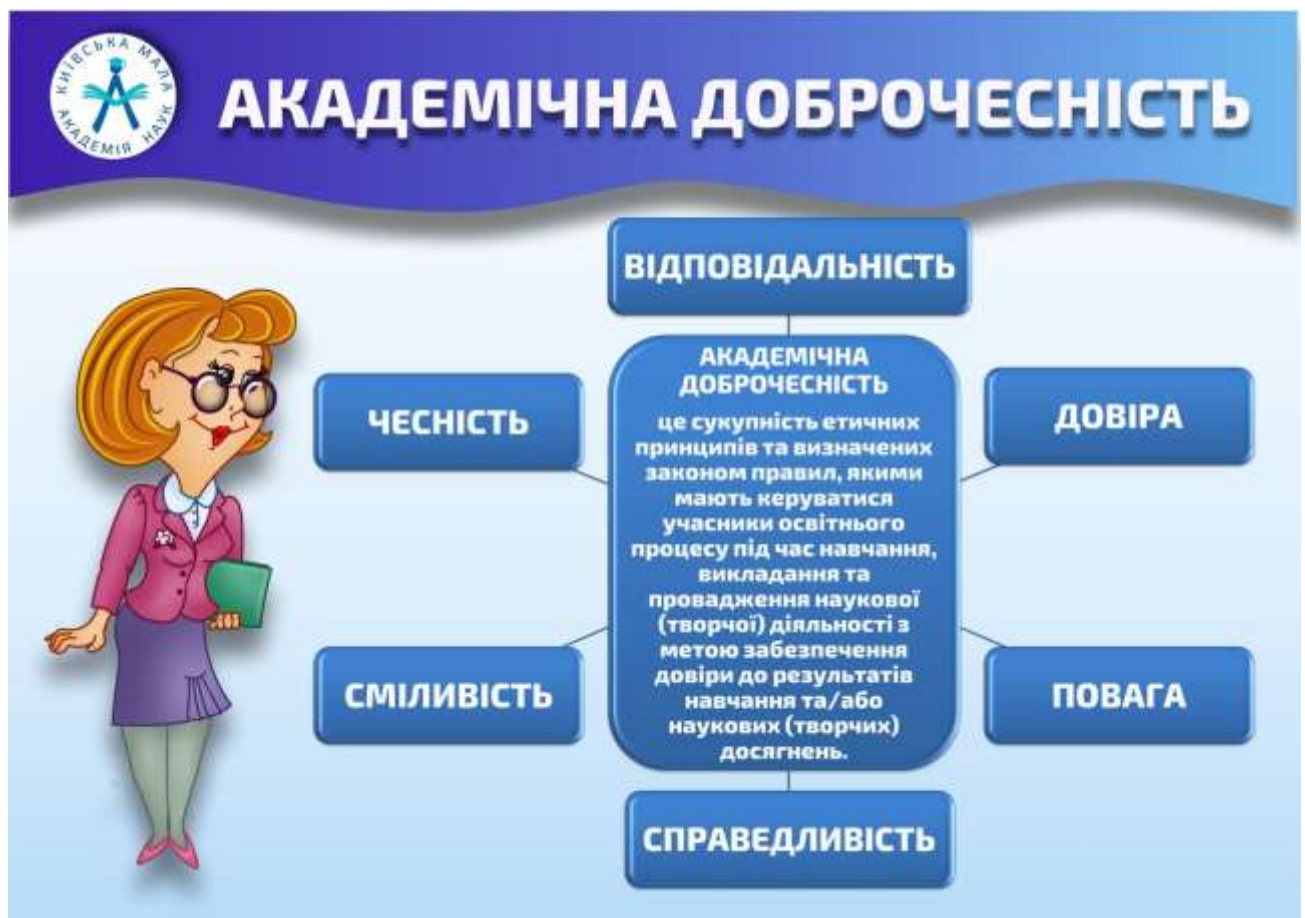 КИЇВСЬКА МАЛА
АКАДЕМІЯ НАУК
АКАДЕМІЧНА ДОБРОЧЕСНІСТЬ
ВІДПОВІДАЛЬНІСТЬ
ЧЕСНІСТЬ
АКАДЕМІЧНА
ДОБРОЧЕСНІСТЬ
це сукупність етичних
принципів та визначених
законом правил, якими
мають керуватися
учасники освітнього
процесу під час навчання,
викладання та
провадження наукової
(творчої) діяльності з
метою забезпечення
довіри до результатів
навчання та/або
наукових (творчих)
досягнень.
ДОВІРА
СМІЛИВІСТЬ
ПОВАГА
СПРАВЕДЛИВІСТЬ